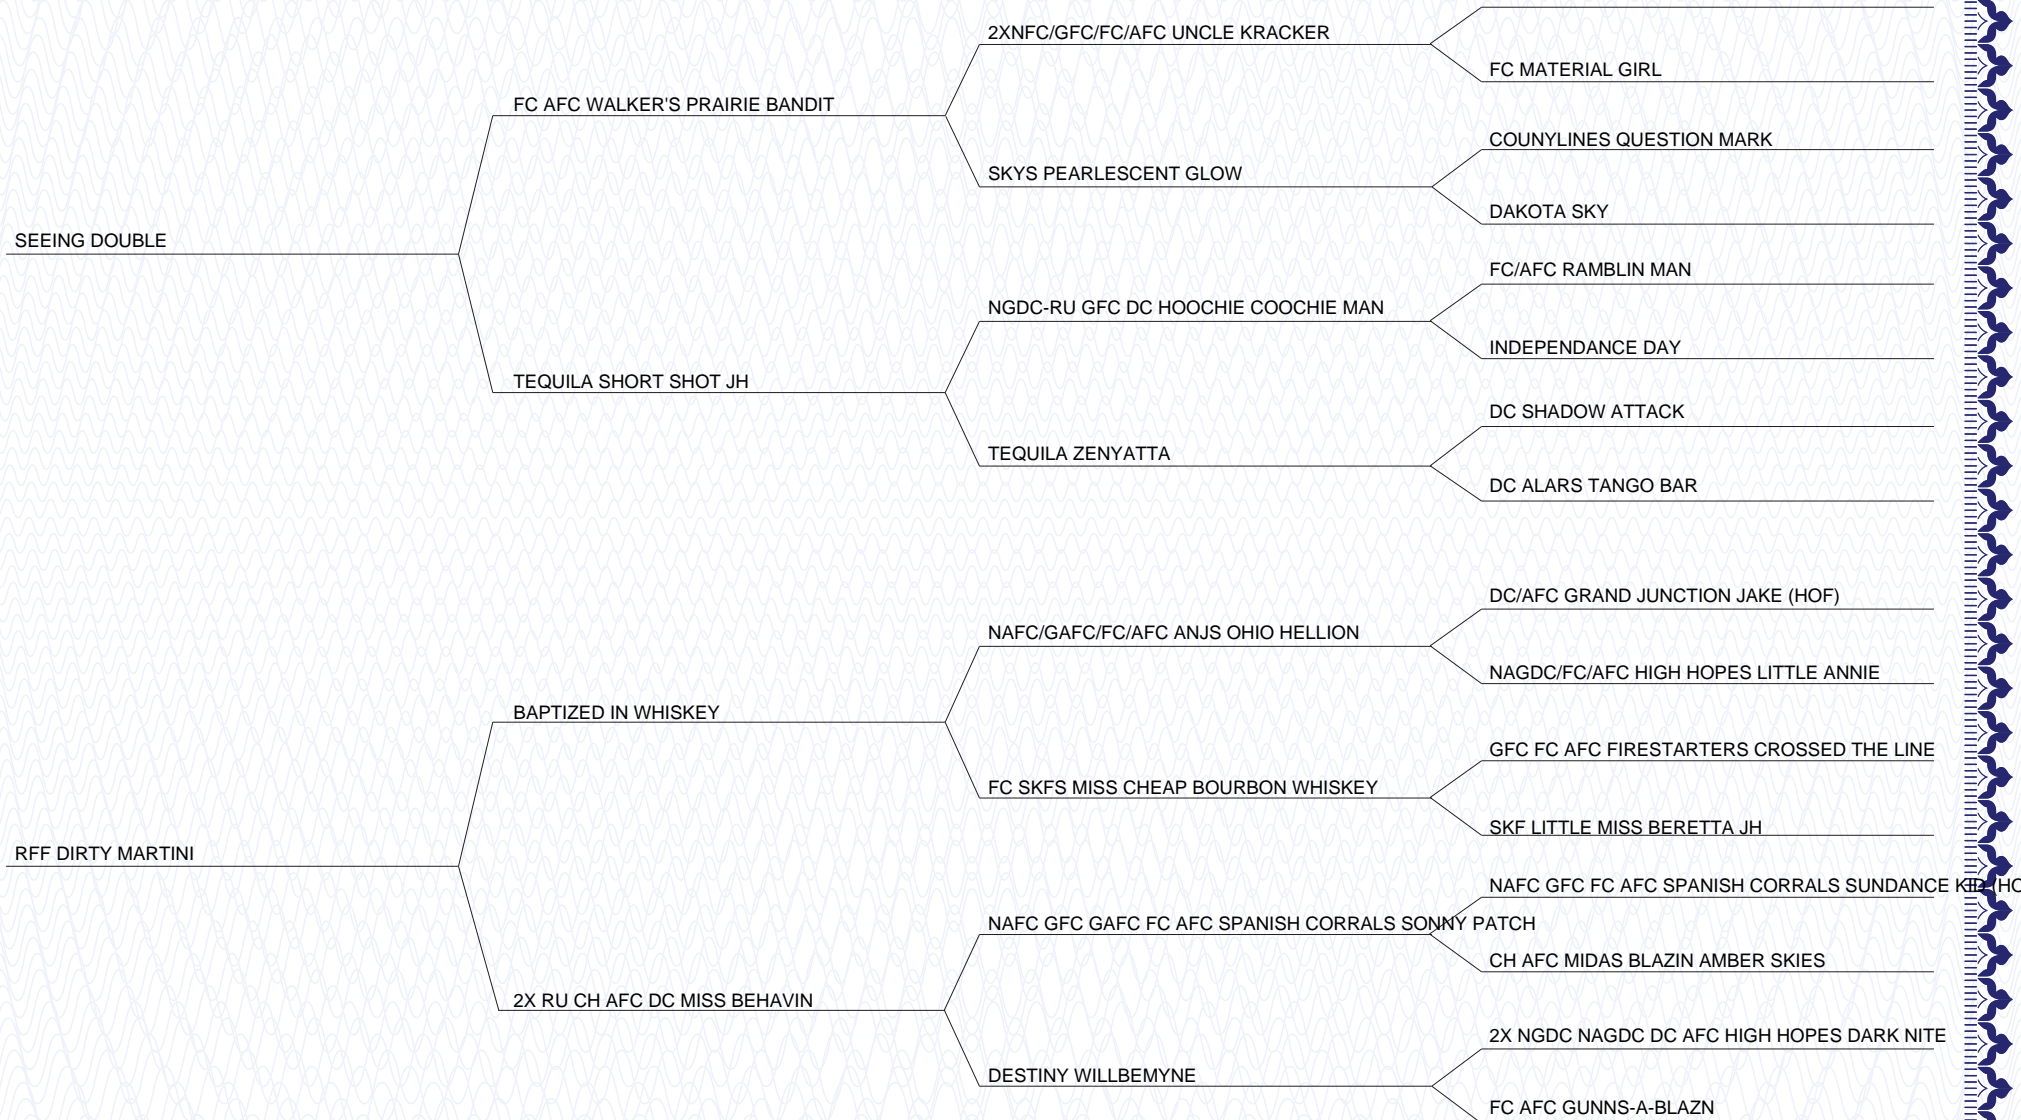 2XNFC/GFC/FC/AFC UNCLE KRACKER
FC MATERIAL GIRL
FC AFC WALKER'S PRAIRIE BANDIT
COUNYLINES QUESTION MARK
SKYS PEARLESCENT GLOW
DAKOTA SKY
SEEING DOUBLE
FC/AFC RAMBLIN MAN
NGDC-RU GFC DC HOOCHIE COOCHIE MAN
INDEPENDANCE DAY
TEQUILA SHORT SHOT JH
DC SHADOW ATTACK
TEQUILA ZENYATTA
DC ALARS TANGO BAR
DC/AFC GRAND JUNCTION JAKE (HOF)
NAFC/GAFC/FC/AFC ANJS OHIO HELLION
NAGDC/FC/AFC HIGH HOPES LITTLE ANNIE
BAPTIZED IN WHISKEY
GFC FC AFC FIRESTARTERS CROSSED THE LINE
FC SKFS MISS CHEAP BOURBON WHISKEY
SKF LITTLE MISS BERETTA JH
RFF DIRTY MARTINI
NAFC GFC FC AFC SPANISH CORRALS SUNDANCE KID (HO
NAFC GFC GAFC FC AFC SPANISH CORRALS SONNY PATCH
CH AFC MIDAS BLAZIN AMBER SKIES
2X RU CH AFC DC MISS BEHAVIN
2X NGDC NAGDC DC AFC HIGH HOPES DARK NITE
DESTINY WILLBEMYNE
FC AFC GUNNS-A-BLAZN